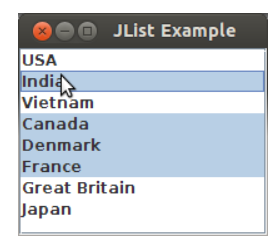 JList Example
USA
India
Vietnam
Canada
Denmark
France
Great Britain
Japan